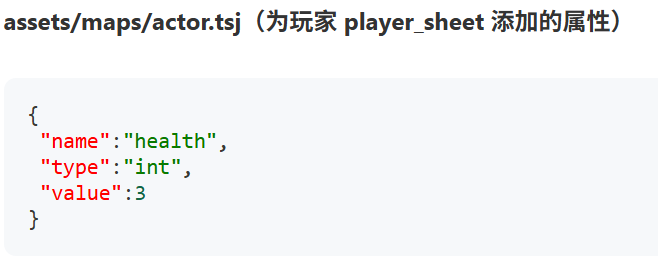 assets/maps/actor.tsj（为玩家 player_sheet 添加的属性）
{
"name":"health",
"type":"int",
"value":3
}